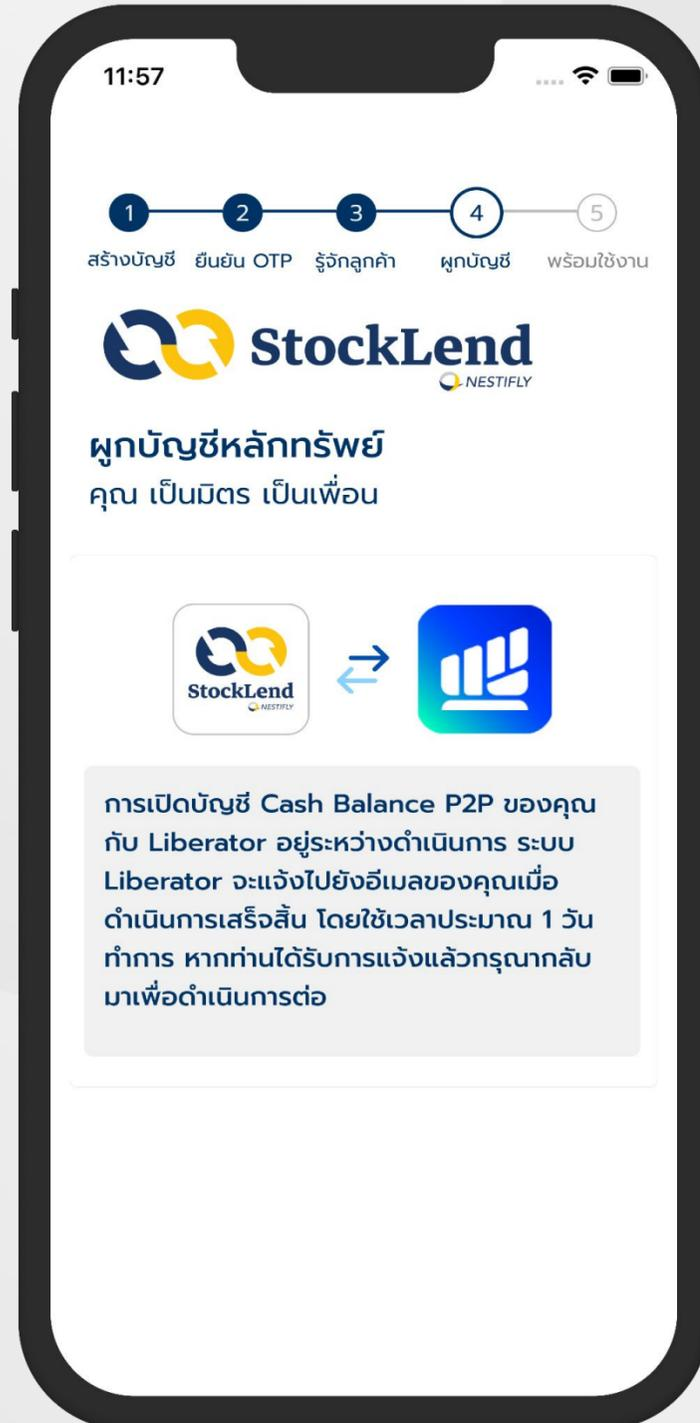 11:57
1 2 3 4 5
สร้างบัญชี ยืนยัน OTP รู้จักลูกค้า ผูกบัญชี พร้อมใช้งาน
StockLend
NESTIFLY
ผูกบัญชีหลักทรัพย์
คุณ เป็นมิตร เป็นเพื่อน
StockLend
NESTIFLY
การเปิดบัญชี Cash Balance P2P ของคุณ
กับ Liberator อยู่ระหว่างดำเนินการ ระบบ
Liberator จะแจ้งไปยังอีเมลของคุณเมื่อ
ดำเนินการเสร็จสิ้น โดยใช้เวลาประมาณ 1 วัน
ทำการ หากท่านได้รับการแจ้งแล้วกรุณากลับ
มาเพื่อดำเนินการต่อ